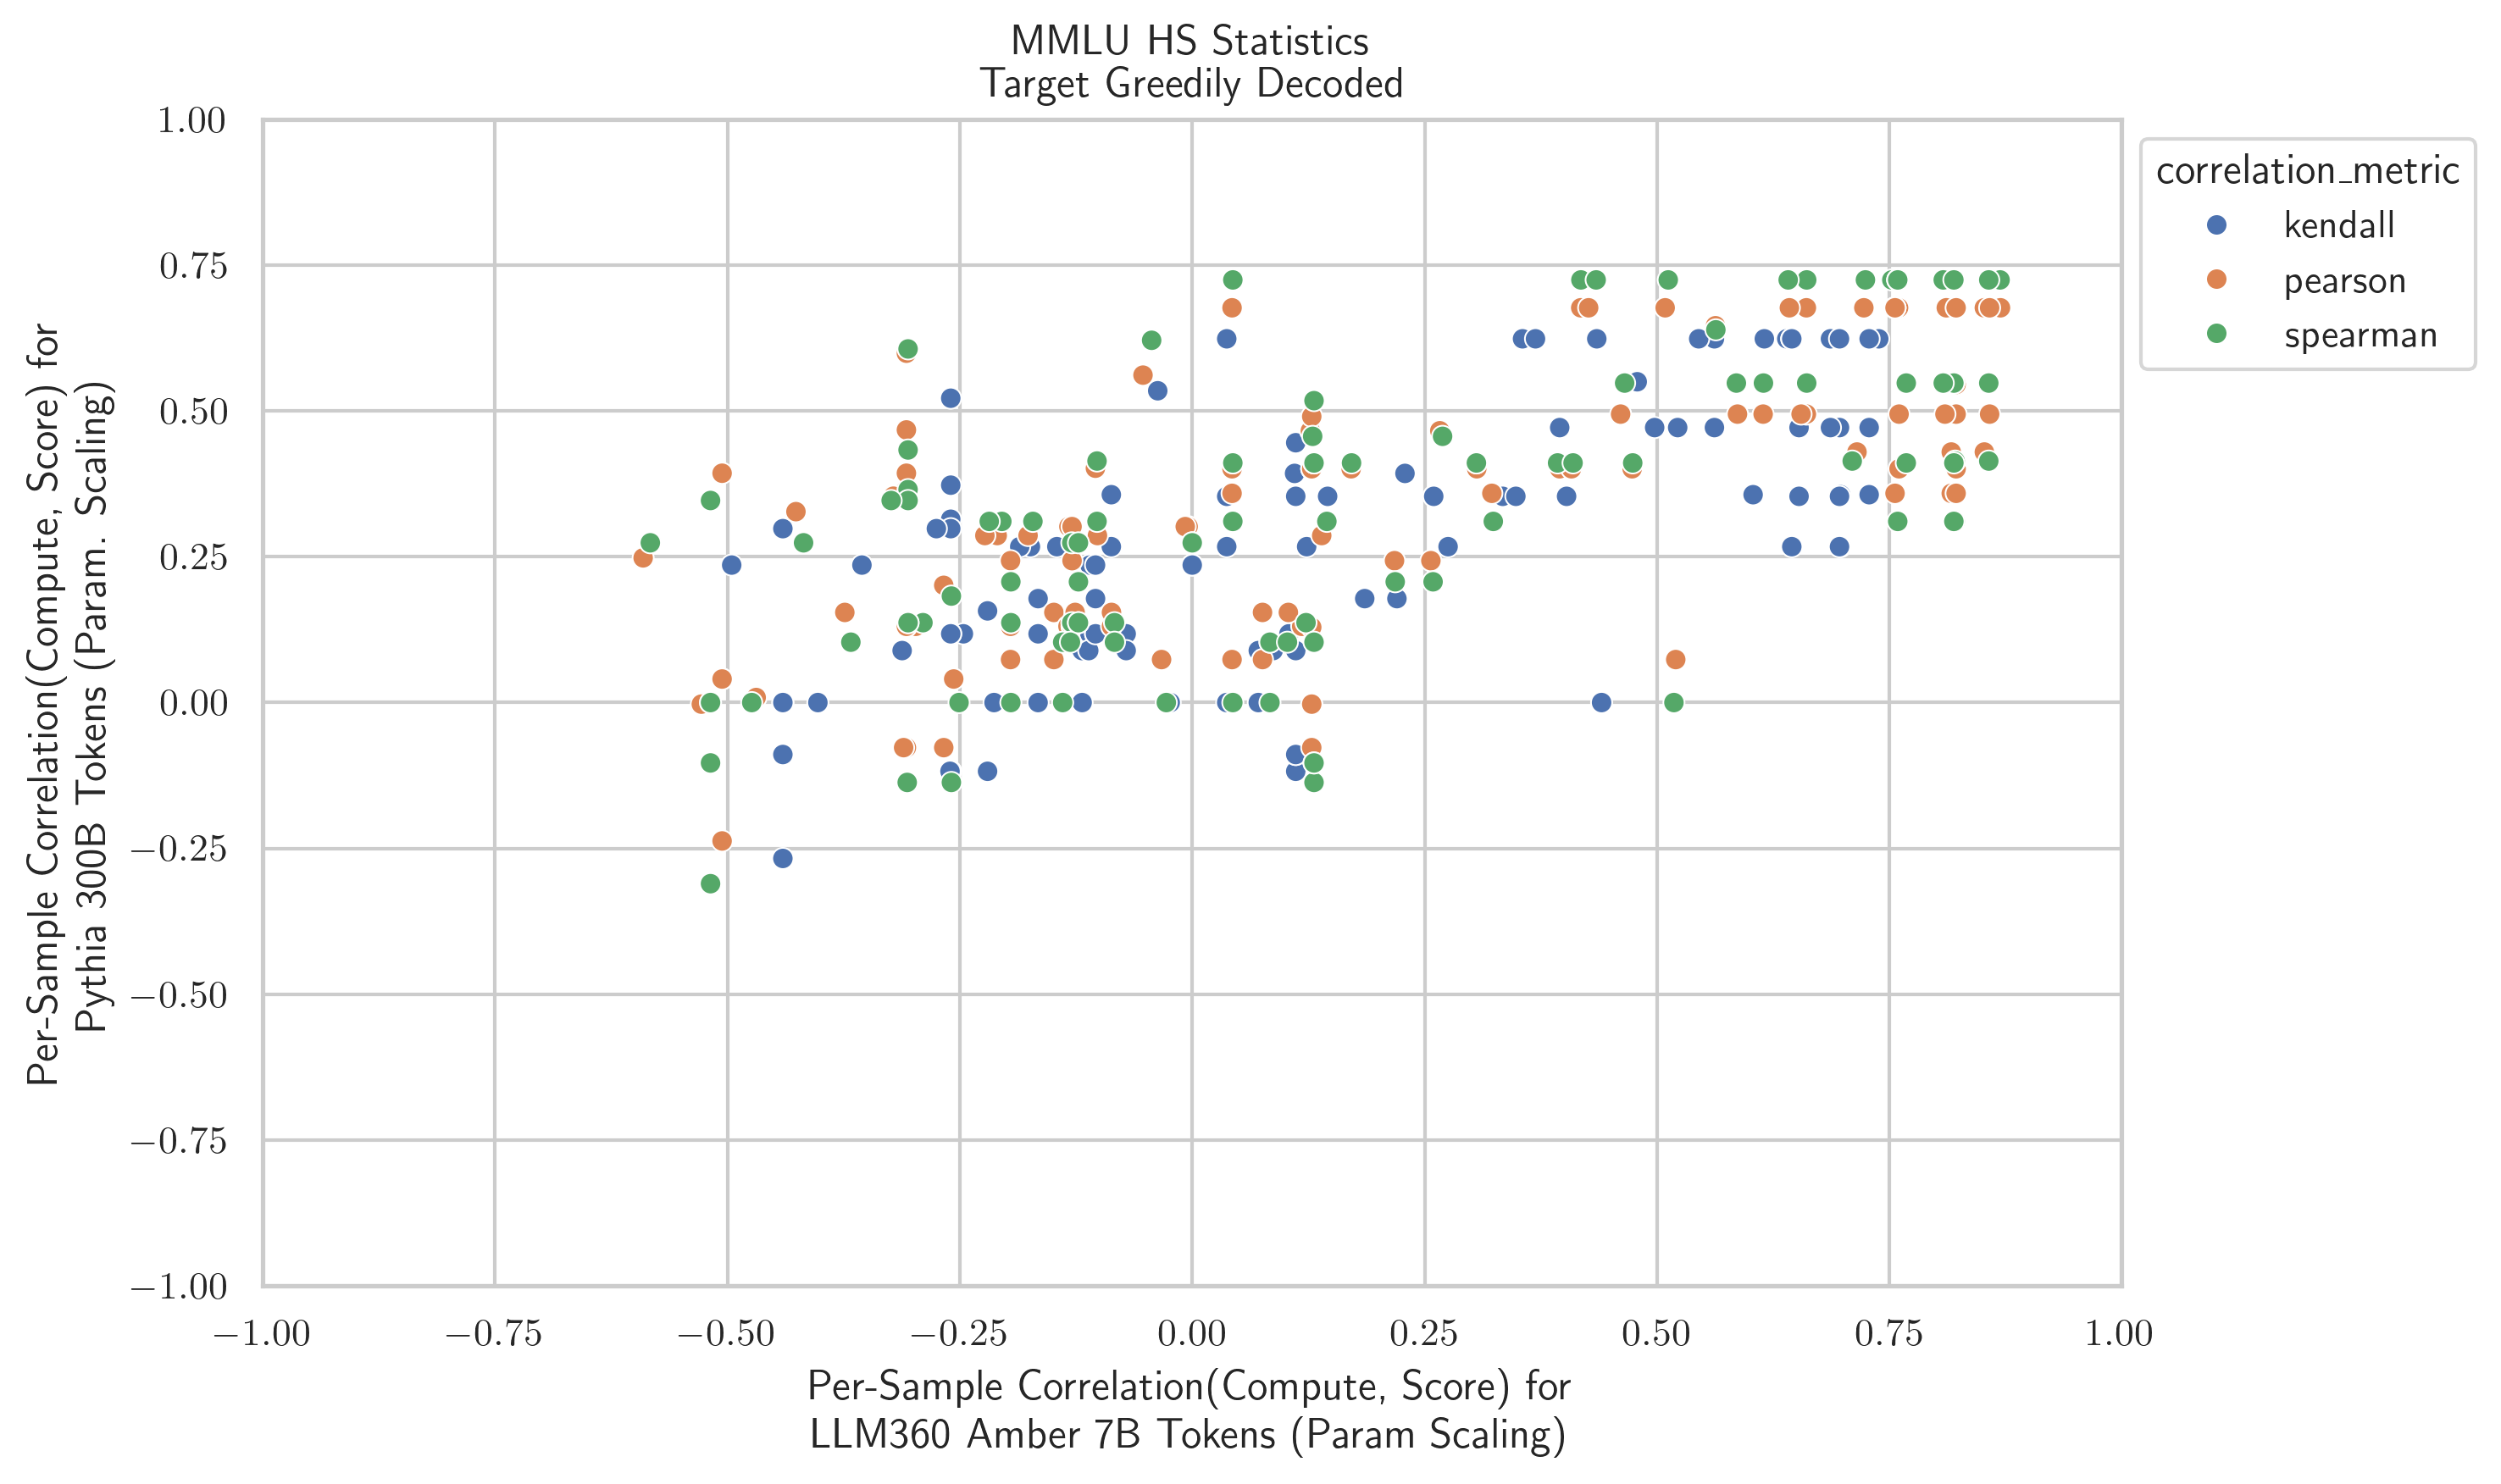 MMLU HS Statistics
Target Greedily Decoded
Per-Sample Correlation(Compute, Score) for
Pythia 300B Tokens (Param. Scaling)
1.00
0.75
0.50
0.25
0.00
−0.25
−0.50
−0.75
−1.00
−1.00
−0.75
−0.50
−0.25
0.00
0.25
0.50
0.75
1.00
Per-Sample Correlation(Compute, Score) for
LLM360 Amber 7B Tokens (Param Scaling)
correlation_metric
kendall
pearson
spearman